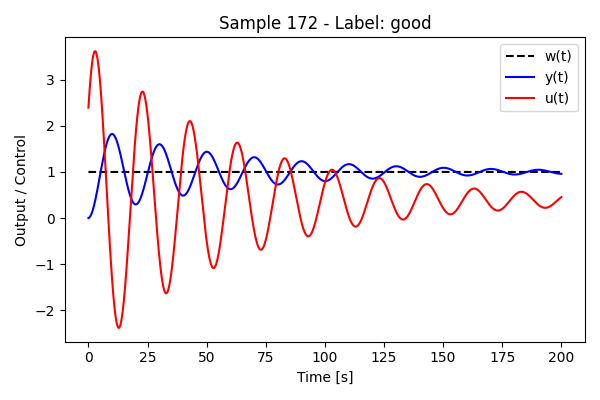 Sample 172 - Label: good
w(t)
y(t)
u(t)
Output / Control
3
2
1
0
−1
−2
0 25 50 75 100 125 150 175 200
Time [s]